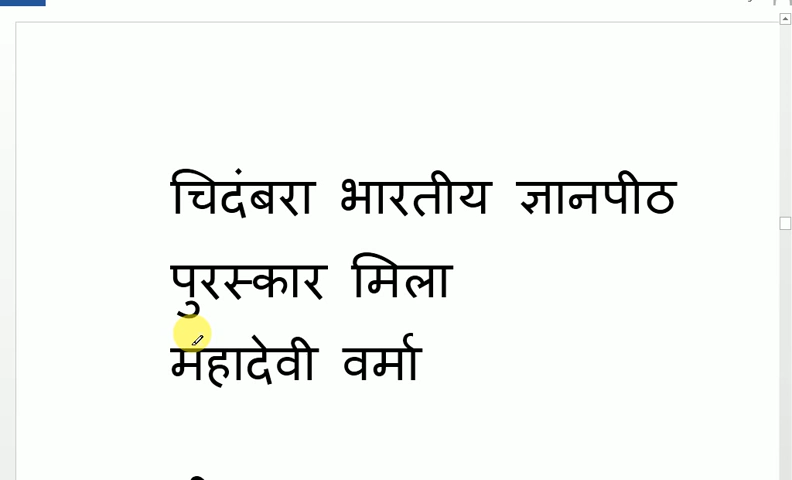 चिदंबरा भारतीय ज्ञानपीठ
पुरस्कार मिला
महादेवी वर्मा